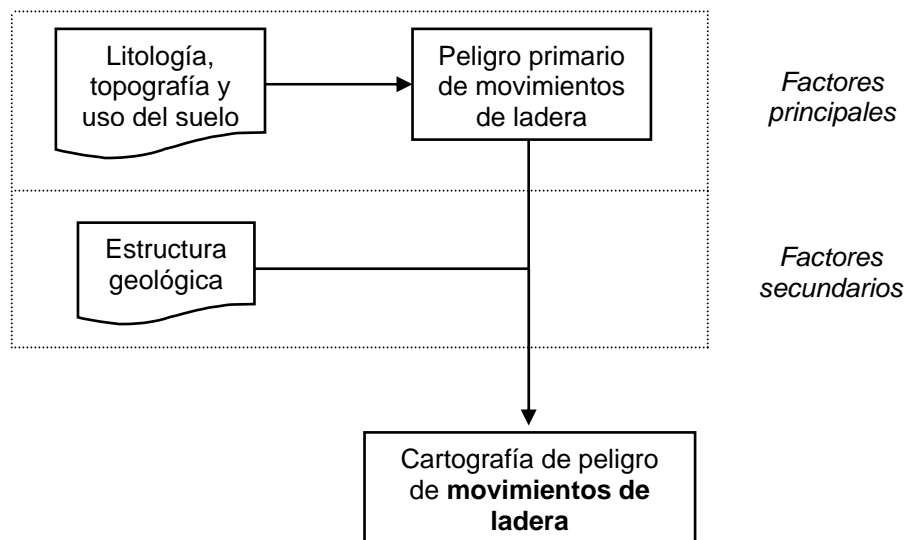 Litología,
topografía y
uso del suelo
Peligro primario
de movimientos
de ladera
Factores
principales
Estructura
geológica
Factores
secundarios
Cartografía de peligro
de movimientos de
ladera